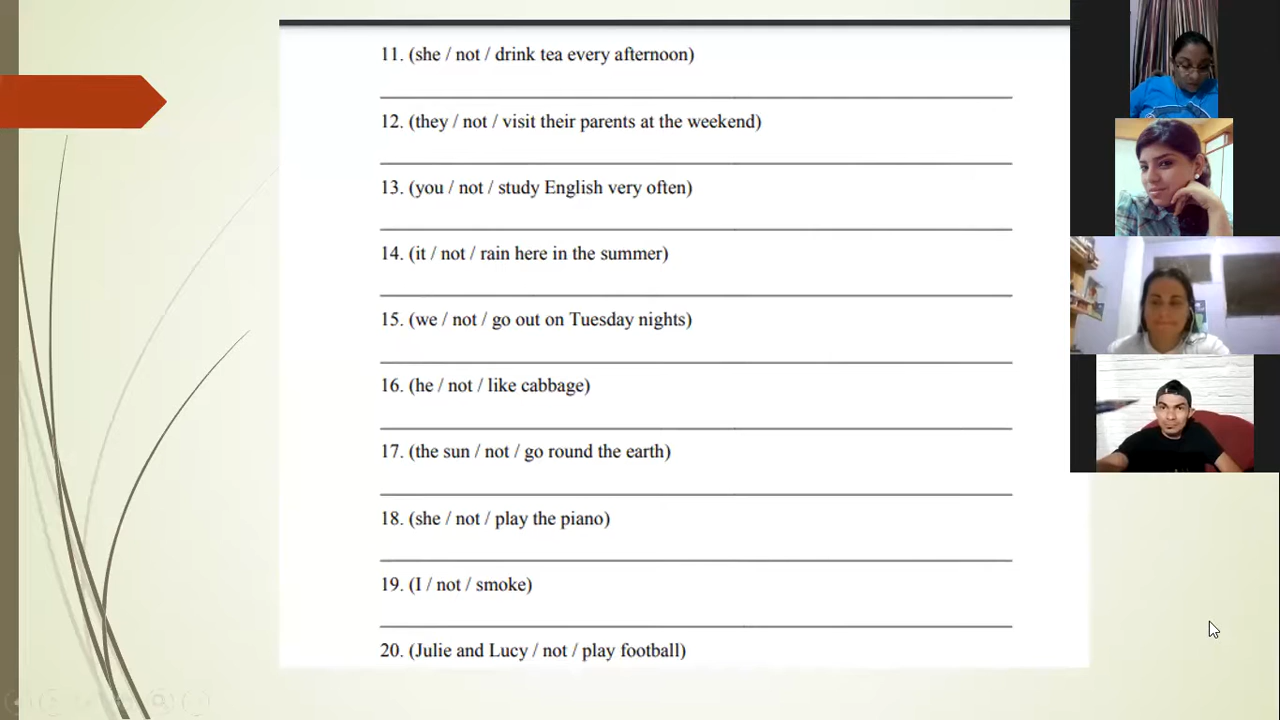 11. (she / not / drink tea every afternoon)
12. (they / not / visit their parents at the weekend)
13. (you / not / study English very often)
14. (it / not / rain here in the summer)
15. (we / not / go out on Tuesday nights)
16. (he / not / like cabbage)
17. (the sun / not / go round the earth)
18. (she / not / play the piano)
19. (I / not / smoke)
20. (Julie and Lucy / not / play football)